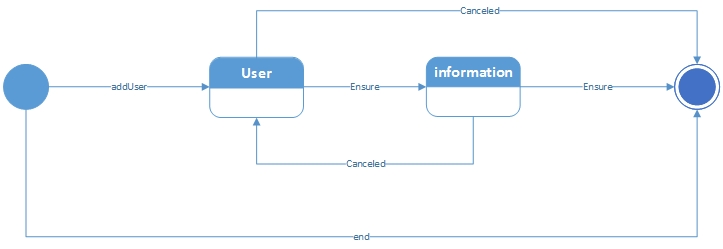 Canceled
User
information
addUser
Ensure
Ensure
Canceled
end